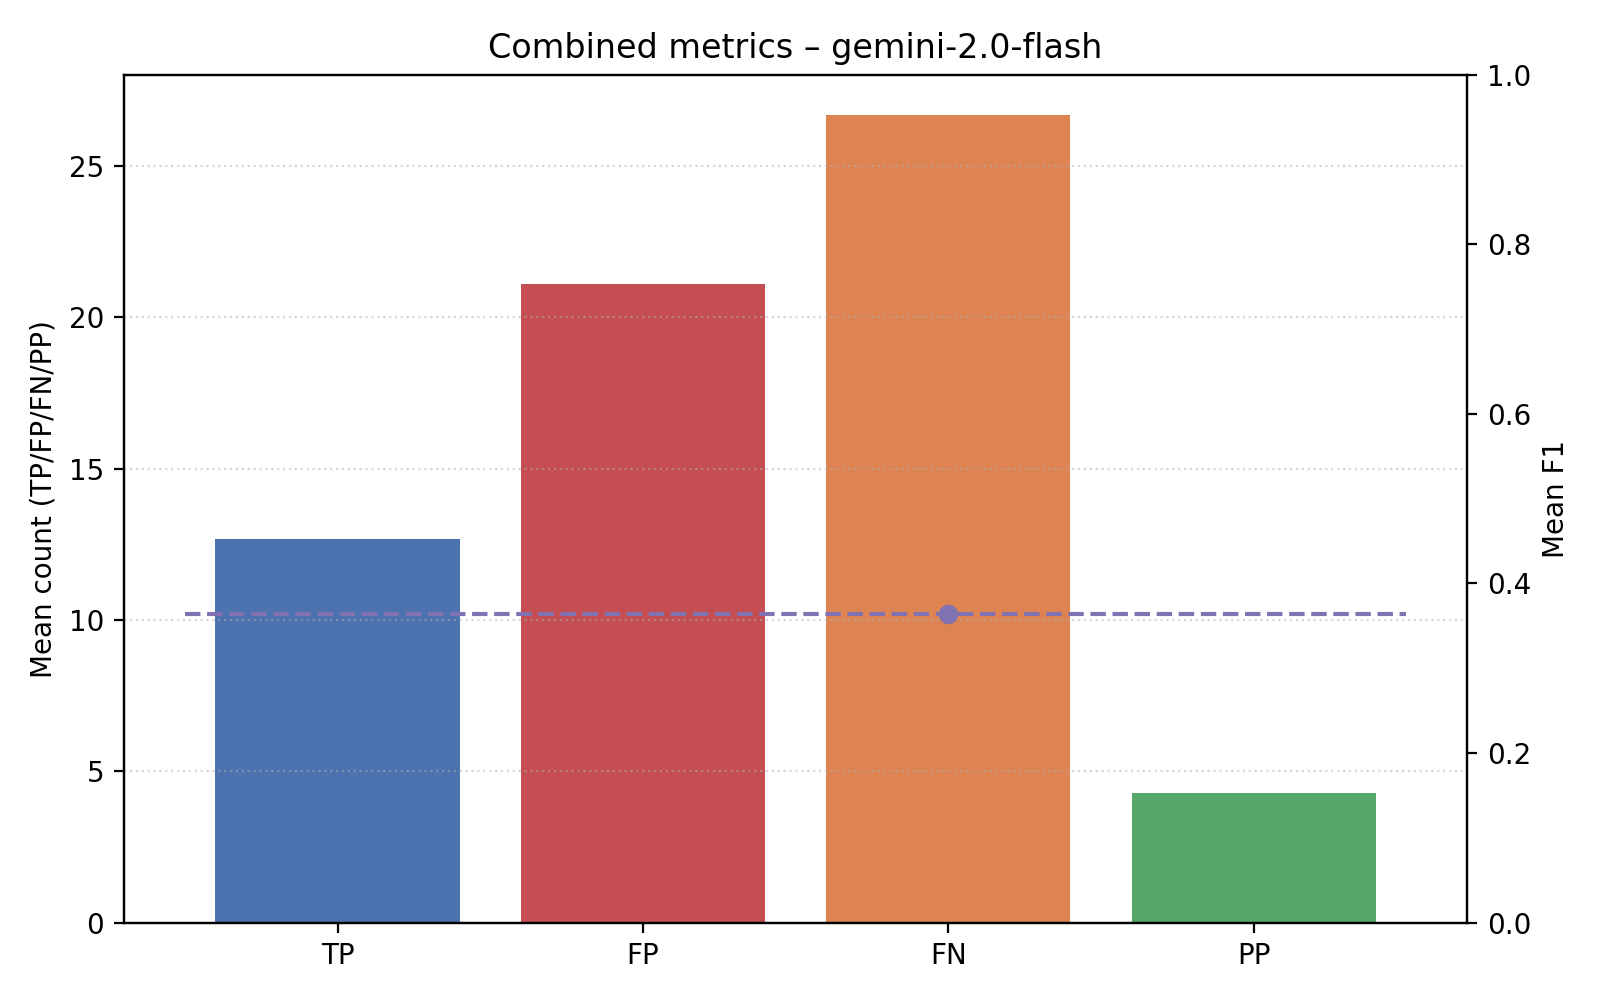 Combined metrics – gemini-2.0-flash
Mean count (TP/FP/FN/PP)
25
20
15
10
5
0
TP
FP
FN
PP
1.0
0.8
0.6
0.4
0.2
0.0
Mean F1